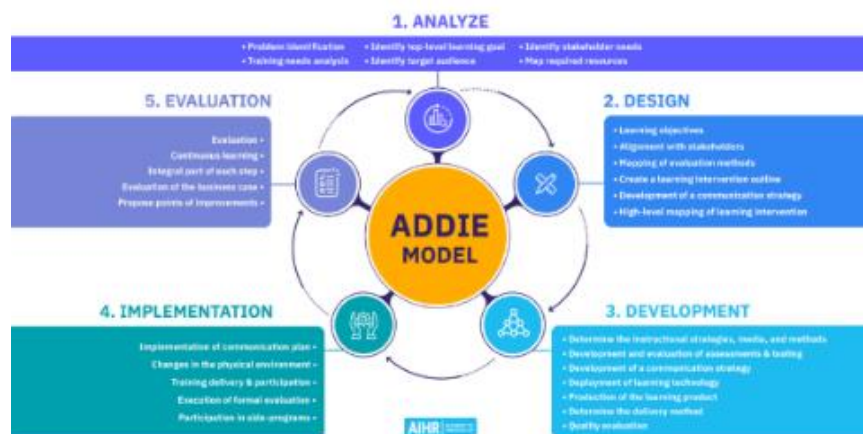 1. ANALYZE
• Problem identification • Identify top-level learning goal • Identify stakeholder needs
• Training needs analysis • Identify target audience • Map required resources
5. EVALUATION
Evaluation •
Continuous learning •
Integral part of each step •
Evaluation of the business case •
Propose points of improvements •
2. DESIGN
• Learning objectives
• Alignment with stakeholders
• Mapping of evaluation methods
• Create a learning intervention outline
• Development of a communication strategy
• High-level mapping of learning intervention
ADDIE
MODEL
4. IMPLEMENTATION
Implementation of communication plan •
Changes in the physical environment •
Training delivery & participation •
Execution of formal evaluation •
Participation in side-programs •
3. DEVELOPMENT
• Determine the instructional strategies, media, and methods
• Development and evaluation of assessments & tooling
• Development of a communication strategy
• Deployment of learning technology
• Production of the learning product
• Determine the delivery method
• Quality evaluation
AIHR